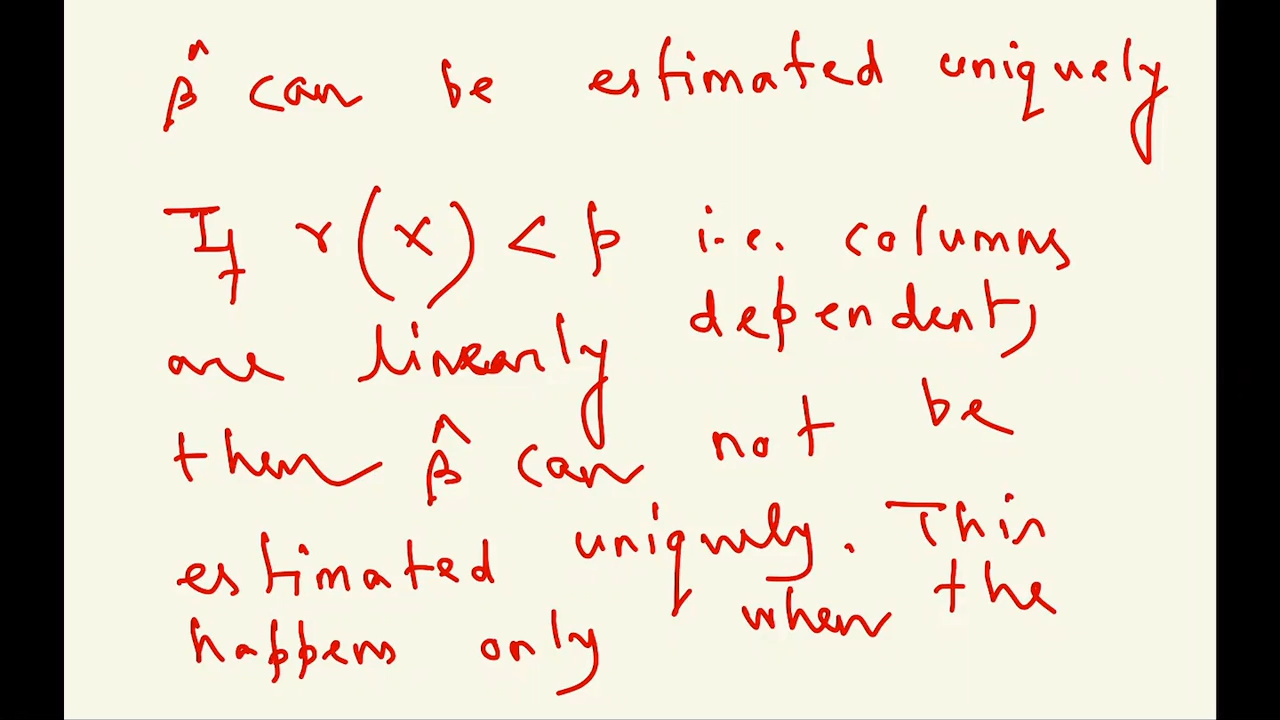 β̂ can be estimated uniquely
If r(X) < p i.e. columns
are linearly dependent,
then β̂ can not be
estimated uniquely. This
happens only when the